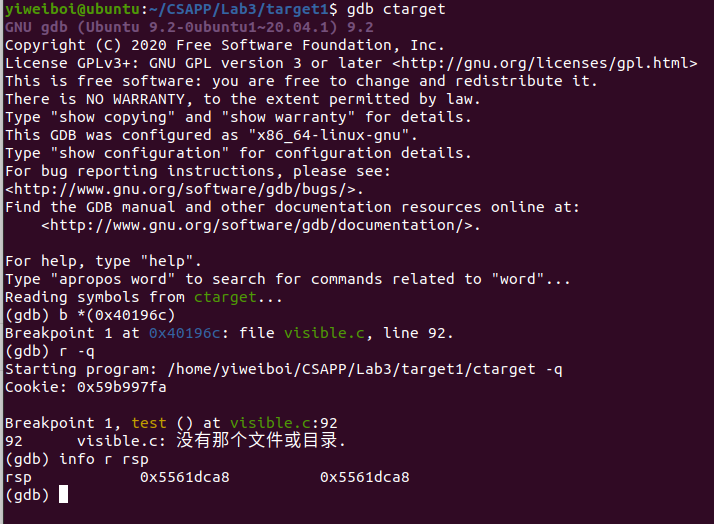 yiweiboi@ubuntu:~/CSAPP/Lab3/target1$ gdb ctarget
GNU gdb (Ubuntu 9.2-0ubuntu1~20.04.1) 9.2
Copyright (C) 2020 Free Software Foundation, Inc.
License GPLv3+: GNU GPL version 3 or later <http://gnu.org/licenses/gpl.html>
This is free software: you are free to change and redistribute it.
There is NO WARRANTY, to the extent permitted by law.
Type "show copying" and "show warranty" for details.
This GDB was configured as "x86_64-linux-gnu".
Type "show configuration" for configuration details.
For bug reporting instructions, please see:
<http://www.gnu.org/software/gdb/bugs/>.
Find the GDB manual and other documentation resources online at:
    <http://www.gnu.org/software/gdb/documentation/>.

For help, type "help".
Type "apropos word" to search for commands related to "word"...
Reading symbols from ctarget...
(gdb) b *(0x40196c)
Breakpoint 1 at 0x40196c: file visible.c, line 92.
(gdb) r -q
Starting program: /home/yiweiboi/CSAPP/Lab3/target1/ctarget -q
Cookie: 0x59b997fa

Breakpoint 1, test () at visible.c:92
92      visible.c: 没有那个文件或目录.
(gdb) info r rsp
rsp            0x5561dca8          0x5561dca8
(gdb)